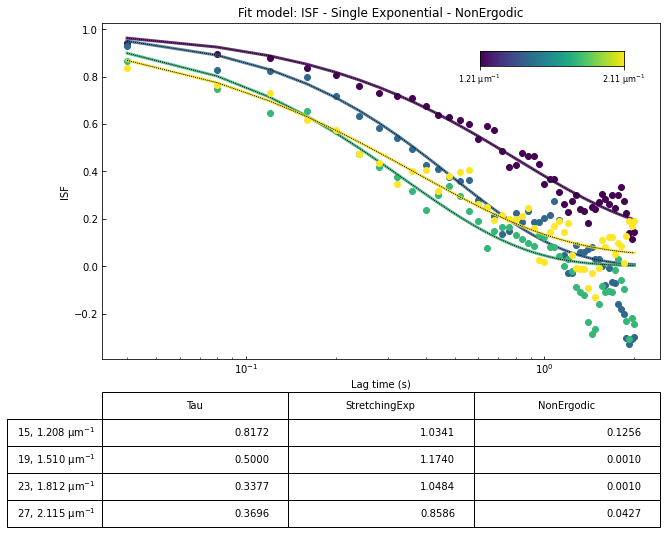 Fit model: ISF - Single Exponential - NonErgodic
1.0
0.8
0.6
0.4
0.2
0.0
−0.2
ISF
1.21 μm⁻¹ 2.11 μm⁻¹
10⁻¹ 10⁰
Lag time (s)
Tau StretchingExp NonErgodic
15, 1.208 μm⁻¹ 0.8172 1.0341 0.1256
19, 1.510 μm⁻¹ 0.5000 1.1740 0.0010
23, 1.812 μm⁻¹ 0.3377 1.0484 0.0010
27, 2.115 μm⁻¹ 0.3696 0.8586 0.0427